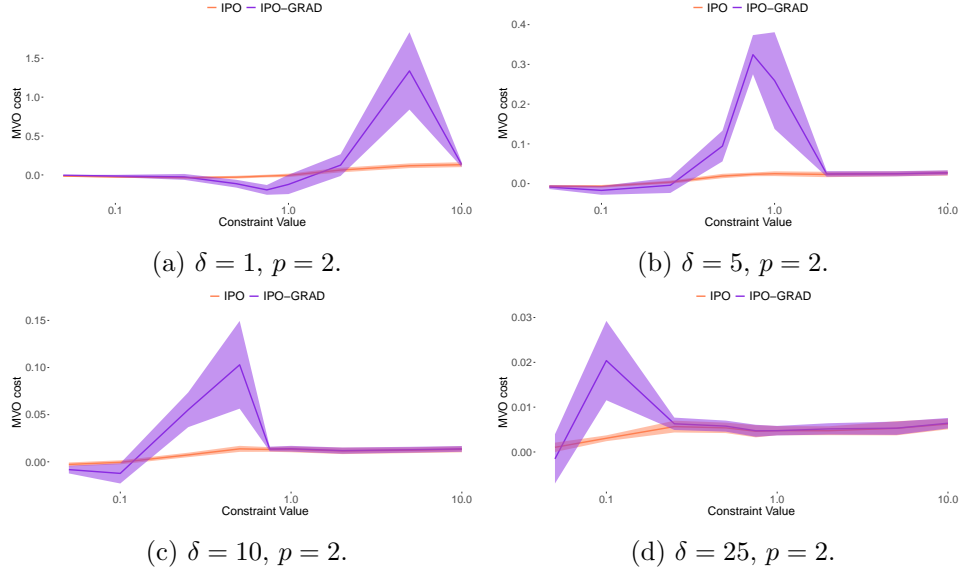 IPO IPO-GRAD
MVO cost
1.5
1.0
0.5
0.0
0.1 1.0 10.0
Constraint Value
(a) δ = 1, p = 2.
IPO IPO-GRAD
MVO cost
0.4
0.3
0.2
0.1
0.0
0.1 1.0 10.0
Constraint Value
(b) δ = 5, p = 2.
IPO IPO-GRAD
MVO cost
0.15
0.10
0.05
0.00
0.1 1.0 10.0
Constraint Value
(c) δ = 10, p = 2.
IPO IPO-GRAD
MVO cost
0.03
0.02
0.01
0.00
0.1 1.0 10.0
Constraint Value
(d) δ = 25, p = 2.